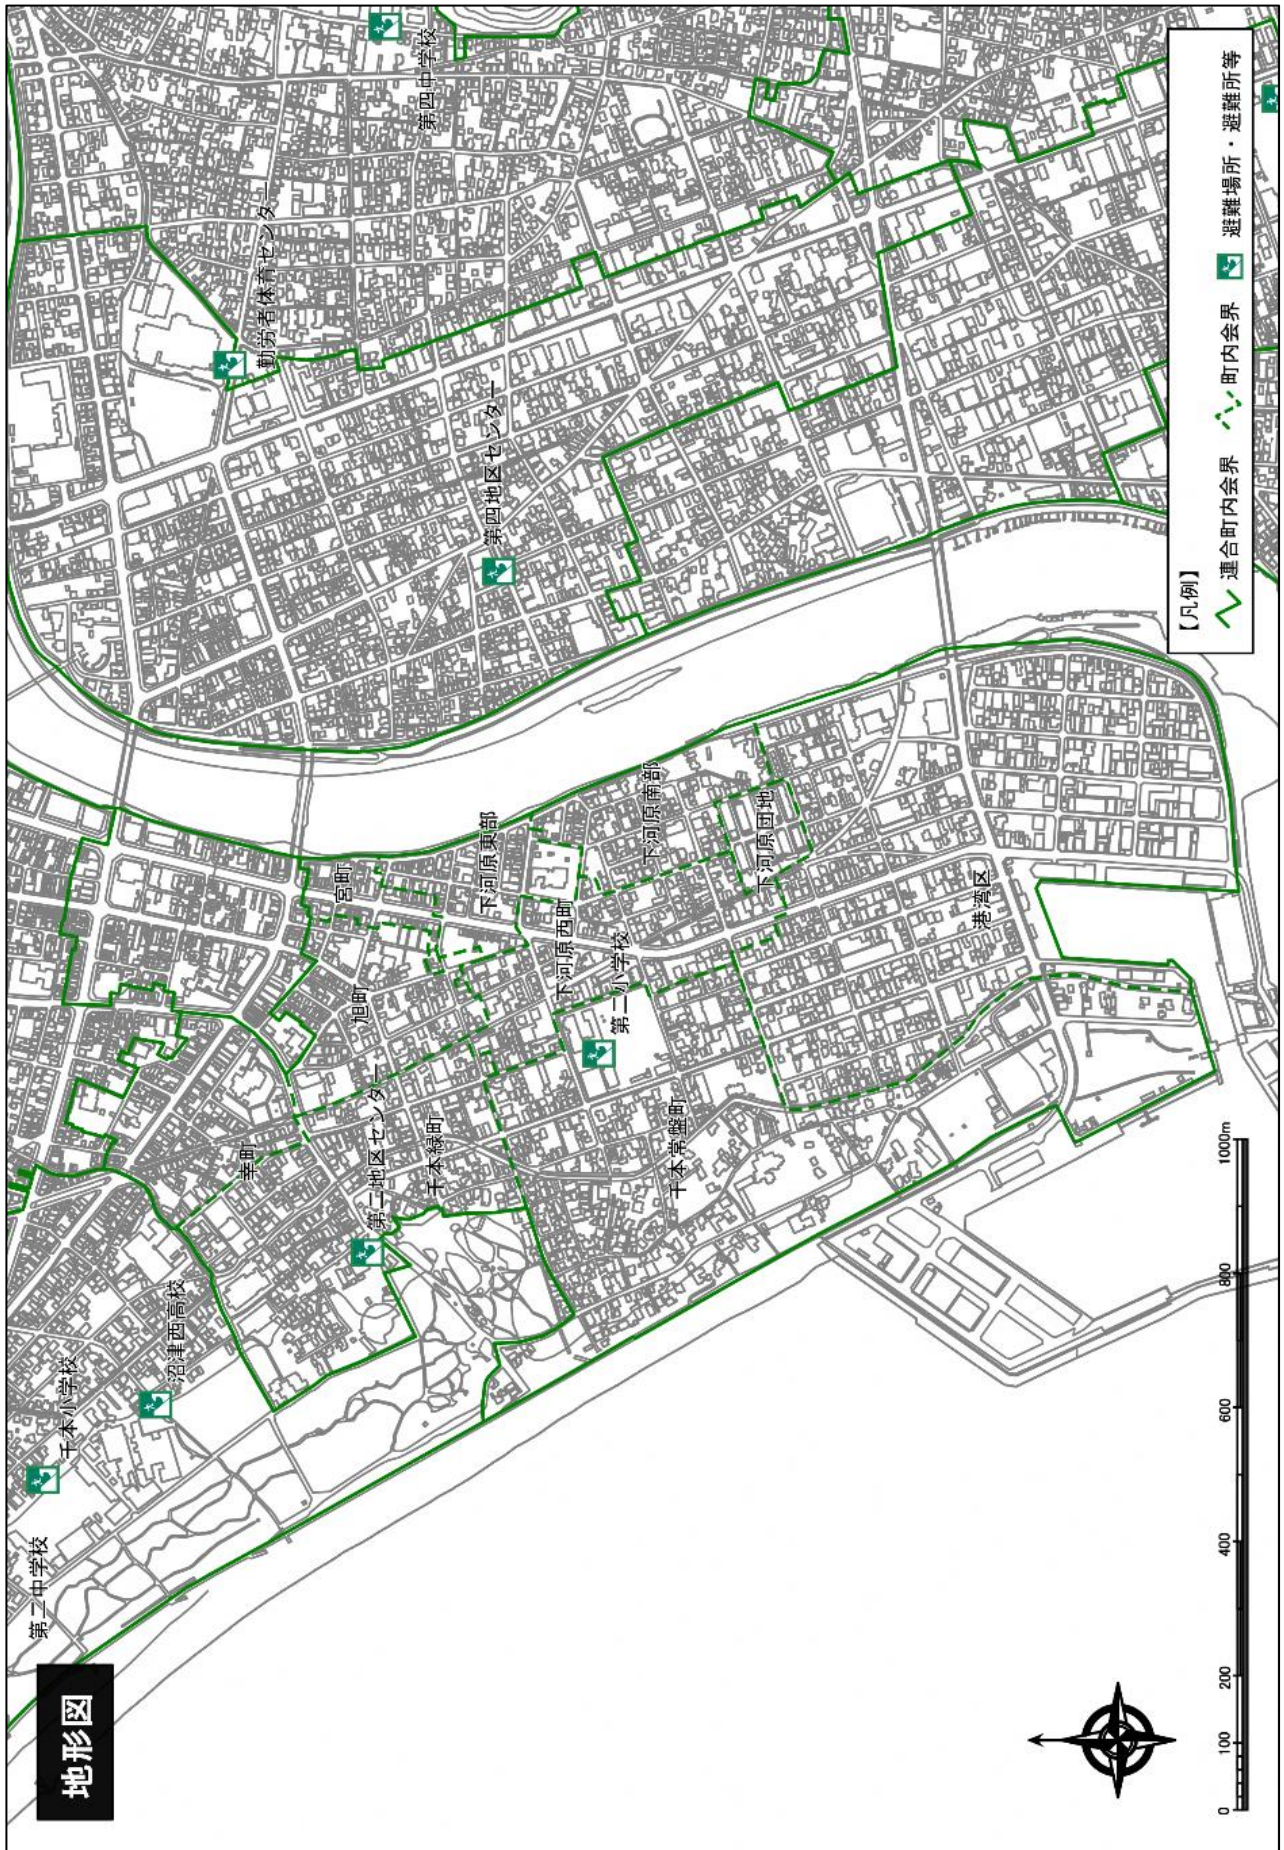 地形図
第二中学校
千本小学校
沼津西高校
幸町
第二地区センター
千本緑町
旭町
宮町
下河原東部
下河原西町
第二小学校
千本常盤町
下河原南部
下河原団地
港湾区
第四地区センター
勤労者体育センター
第四中学校
【凡例】
連合町内会界
町内会界
避難場所・避難所等
0
100
200
400
600
800
1000m